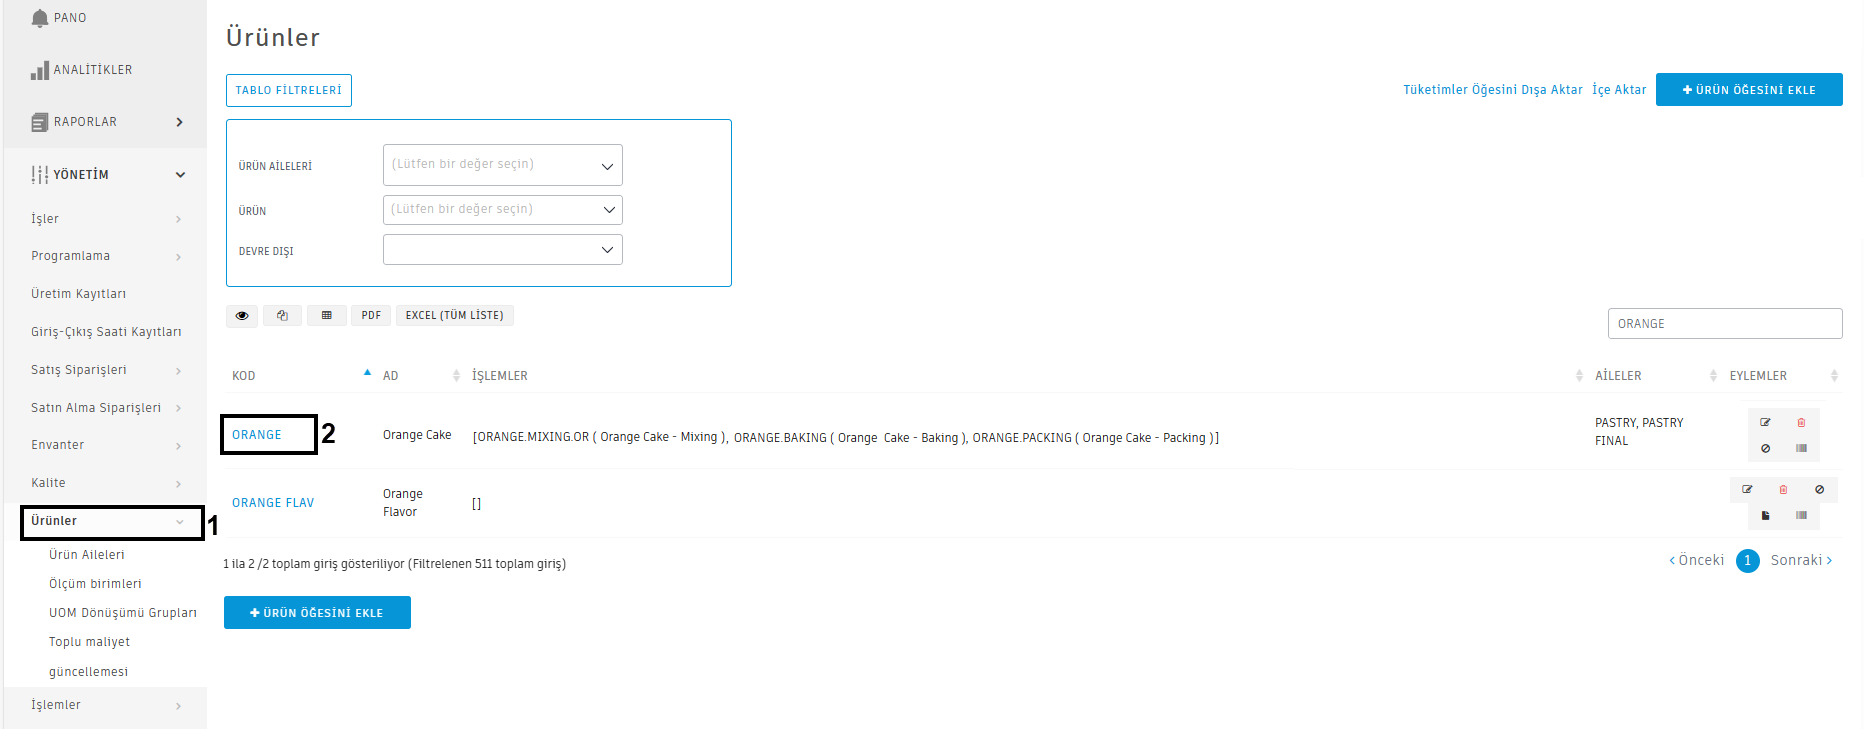 PANO
ANALİTİKLER
RAPORLAR
YÖNETİM
İşler
Programlama
Üretim Kayıtları
Giriş-Çıkış Saati Kayıtları
Satış Siparişleri
Satın Alma Siparişleri
Envanter
Kalite
Ürünler
1
Ürün Aileleri
Ölçüm birimleri
UOM Dönüşümü Grupları
Toplu maliyet
güncellemesi
İşlemler
Ürünler
TABLO FİLTRELERİ
Tüketimler Öğesini Dışa Aktar İçe Aktar ÜRÜN ÖĞESİNİ EKLE
ÜRÜN AİLELERİ (Lütfen bir değer seçin)
ÜRÜN (Lütfen bir değer seçin)
DEVRE DIŞI
PDF EXCEL (TÜM LİSTE)
ORANGE
KOD AD İŞLEMLER AİLELER EYLEMLER
ORANGE 2 Orange Cake [ORANGE.MIXING.OR ( Orange Cake - Mixing ), ORANGE.BAKING ( Orange Cake - Baking ), ORANGE.PACKING ( Orange Cake - Packing )] PASTRY, PASTRY
FINAL
ORANGE FLAV Orange
Flavor []
1 ila 2 /2 toplam giriş gösteriliyor (Filtrelenen 511 toplam giriş)
Önceki 1 Sonraki
ÜRÜN ÖĞESİNİ EKLE